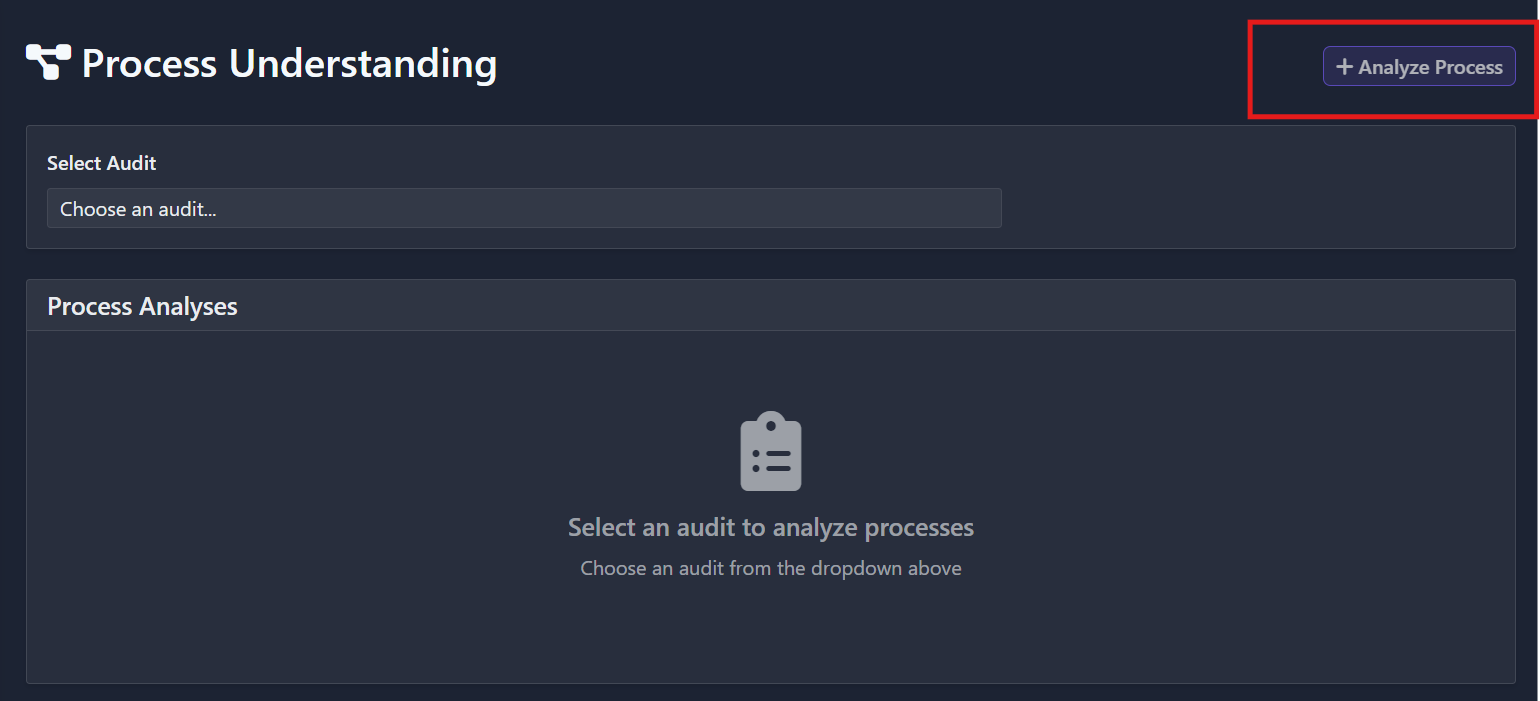 Process Understanding
+ Analyze Process
Select Audit
Choose an audit...
Process Analyses
Select an audit to analyze processes
Choose an audit from the dropdown above